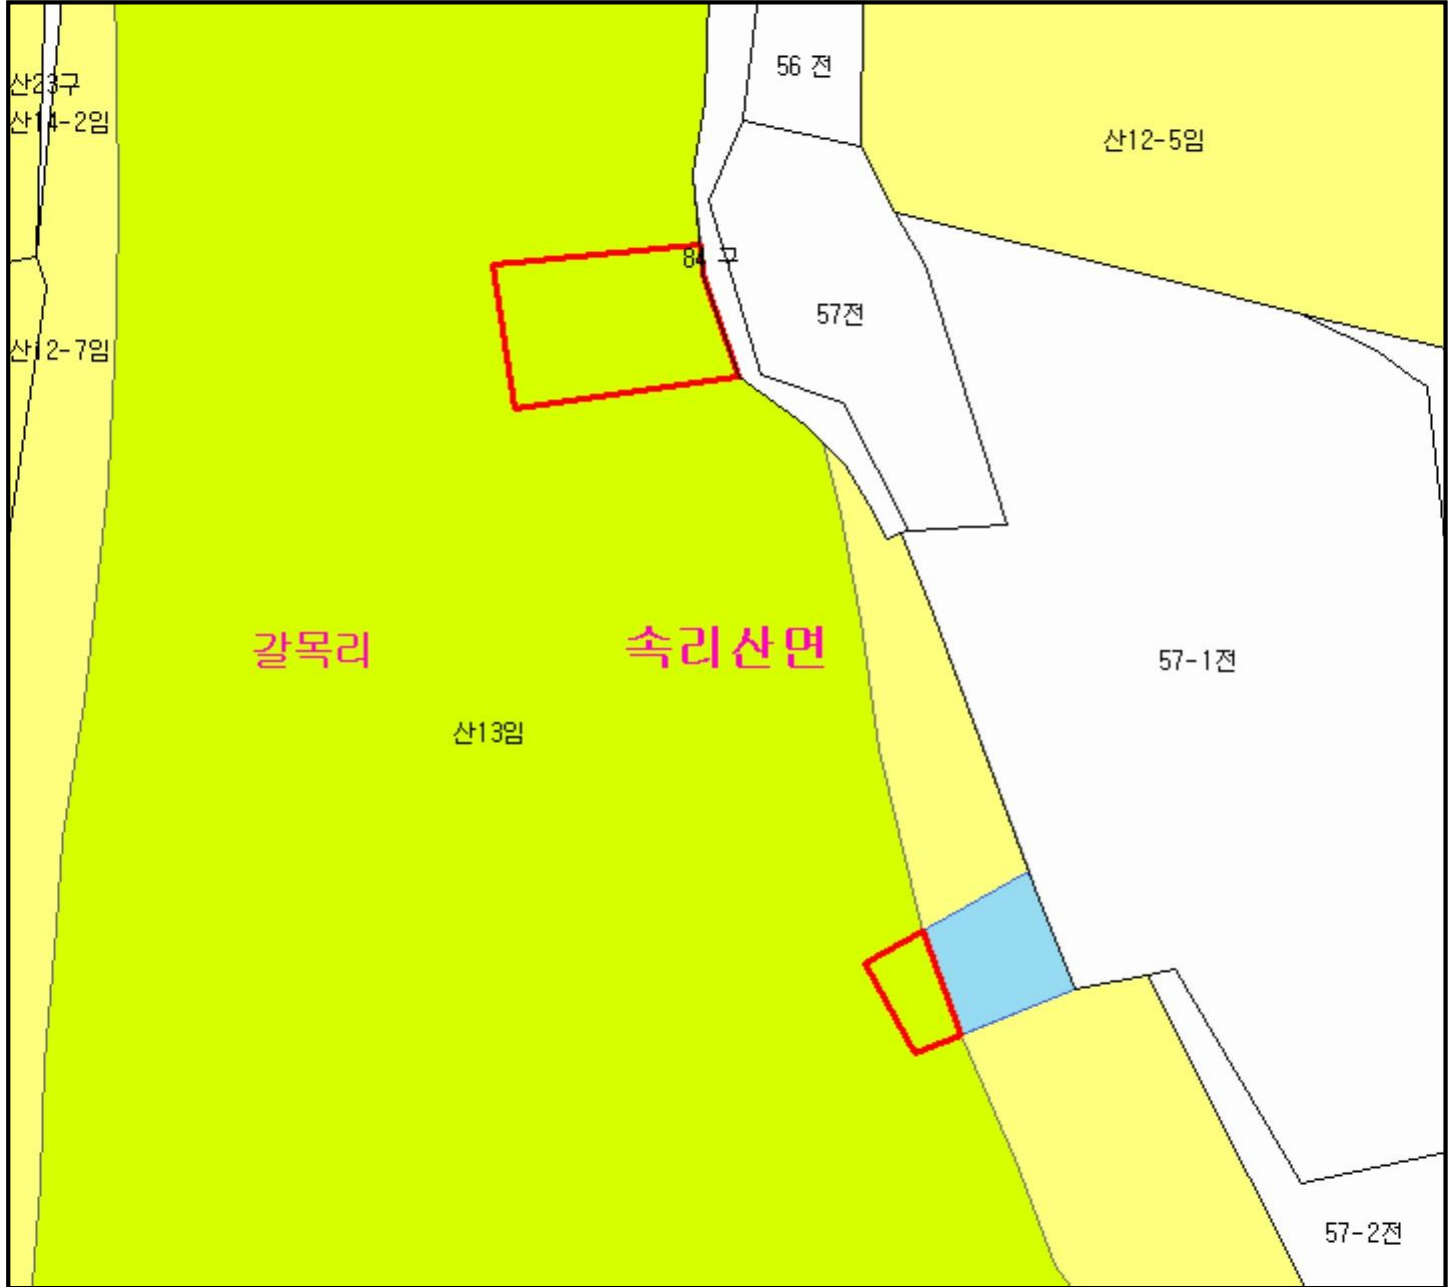 56 전
산23구
산14-2임
산12-5임
84 구
57전
산12-7임
갈목리
속리산면
57-1전
산13임
57-2전